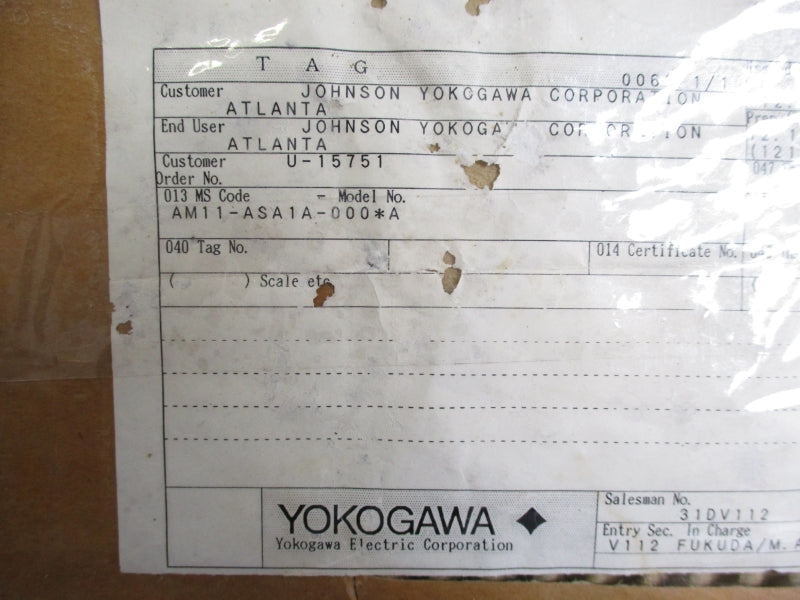 TAG
Customer JOHNSON YOKOGAWA CORPORATION
ATLANTA
End User JOHNSON
ATLANTA
Customer U-15751
Order No.
013 MS Code - Model No.
AM11-ASA1A-000*A
040 Tag No. 014 Certificate No.
( ) Scale etc
YOKOGAWA
Yokogawa Electric Corporation
Salesman No.
31DV112
Entry Sec. In Charge
V112 FUKUDA/M.